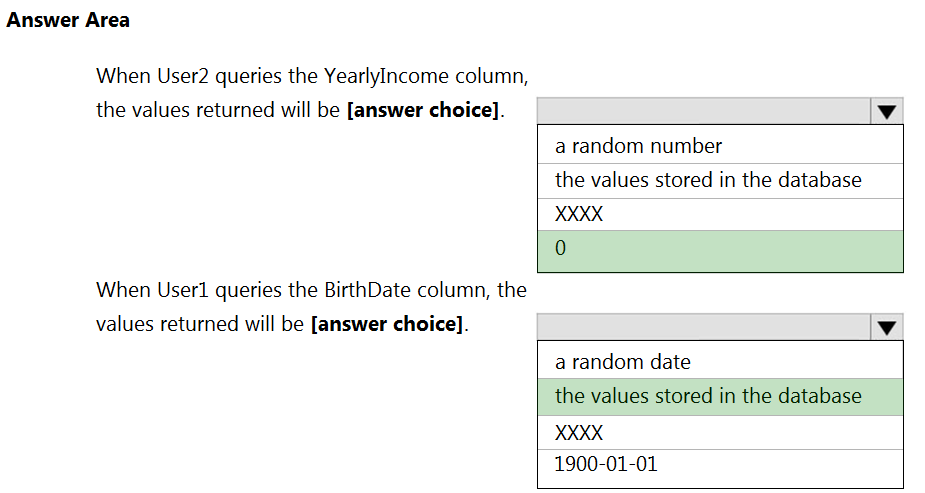 Answer Area
When User2 queries the YearlyIncome column,
the values returned will be [answer choice].
a random number
the values stored in the database
XXXX
0
When User1 queries the BirthDate column, the
values returned will be [answer choice].
a random date
the values stored in the database
XXXX
1900-01-01